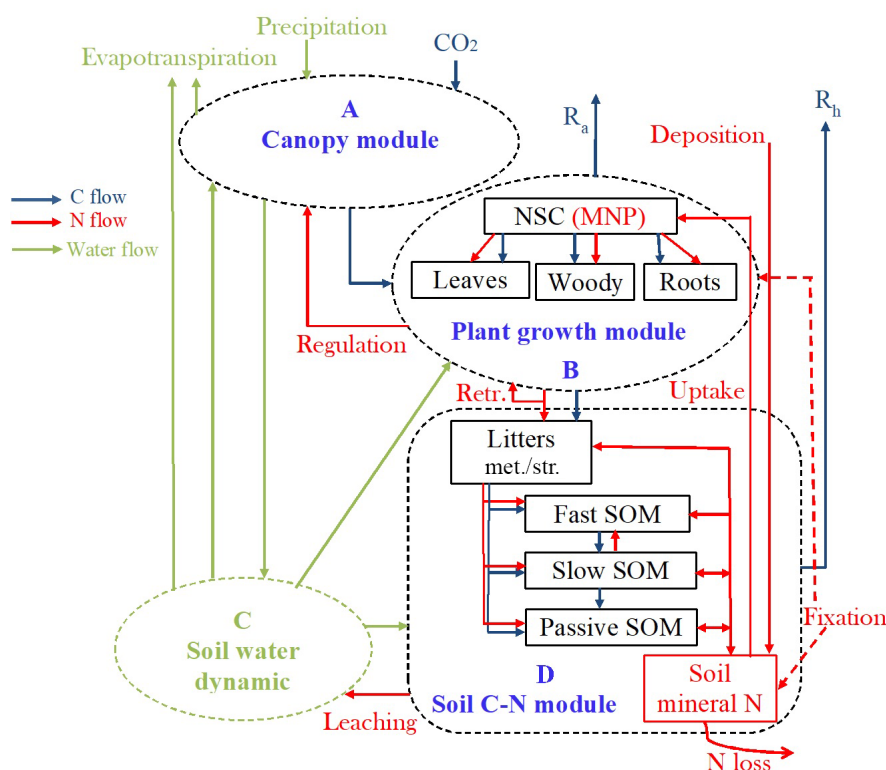 Precipitation
CO2
Evapotranspiration
A
Canopy module
Ra
Rh
Deposition
C flow
N flow
Water flow
NSC (MNP)
Leaves
Woody
Roots
Plant growth module
B
Regulation
Retr.
Uptake
Litters
met./str.
Fast SOM
Slow SOM
Passive SOM
Fixation
C
Soil water
dynamic
D
Soil C-N module
Soil
mineral N
Leaching
N loss